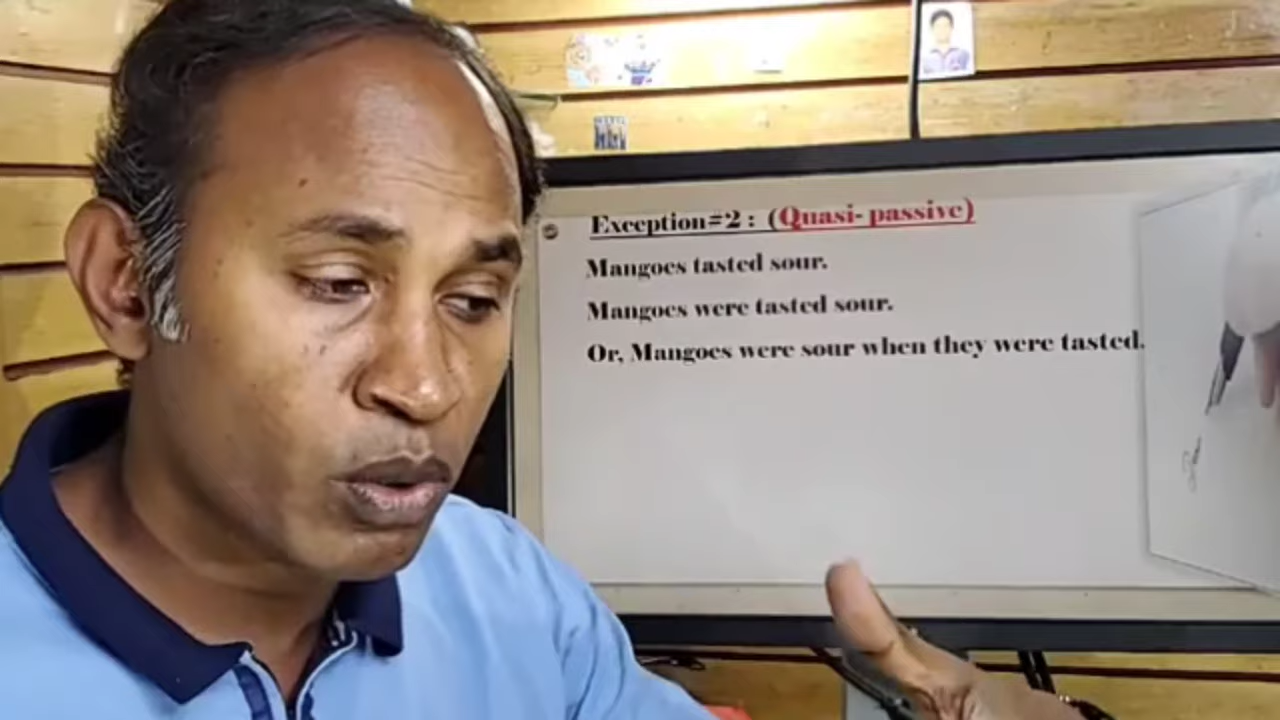 Exception#2 : (Quasi- passive)
Mangoes tasted sour.
Mangoes were tasted sour.
Or, Mangoes were sour when they were tasted.